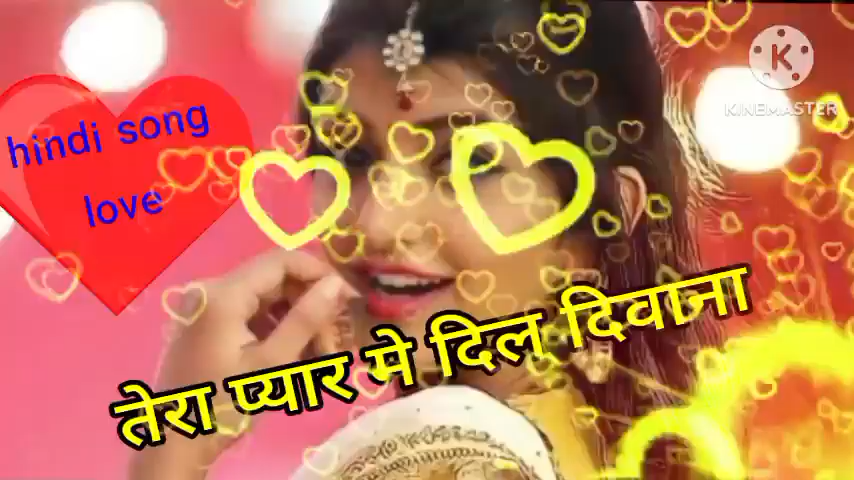 hindi song
love
KINEMASTER
तेरा प्यार मे दिल दिवाना